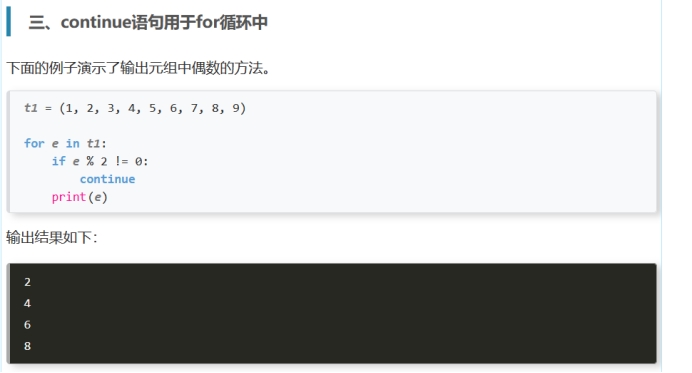 三、continue语句用于for循环中
下面的例子演示了输出元组中偶数的方法。
t1 = (1, 2, 3, 4, 5, 6, 7, 8, 9)
for e in t1:
    if e % 2 != 0:
        continue
    print(e)
输出结果如下：
2
4
6
8